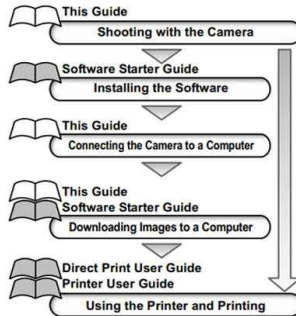 This Guide
Shooting with the Camera
Software Starter Guide
Installing the Software
This Guide
Connecting the Camera to a Computer
This Guide
Software Starter Guide
Downloading Images to a Computer
Direct Print User Guide
Printer User Guide
Using the Printer and Printing